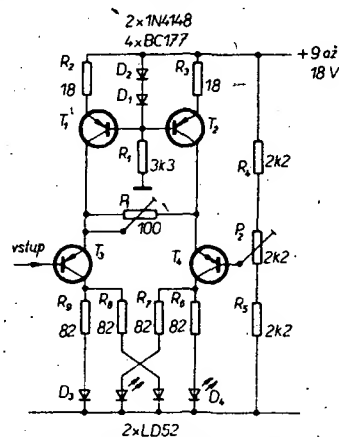 2×1N4148
4×BC177
+9 až
18 V
R2
18
D2
D1
R3
18
T1
T2
R1
3k3
R4
2k2
P1
100
vstup
T3
T4
P2
2k2
R9
82
R8
82
R7
82
R6
82
R5
2k2
D3
D4
2×LD52